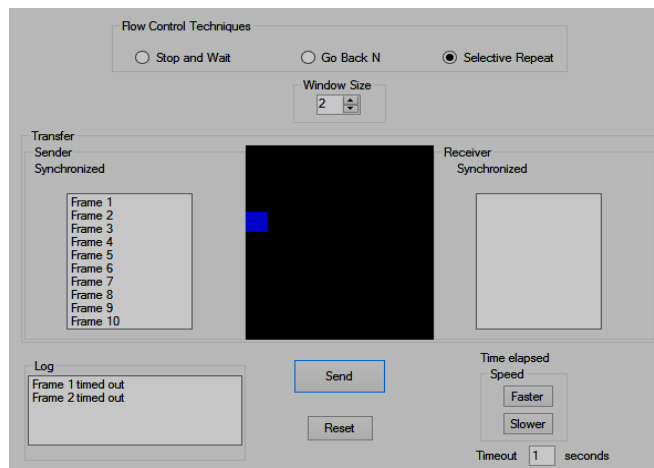 Flow Control Techniques
Stop and Wait
Go Back N
Selective Repeat
Window Size
2
Transfer
Sender
Synchronized
Frame 1
Frame 2
Frame 3
Frame 4
Frame 5
Frame 6
Frame 7
Frame 8
Frame 9
Frame 10
Receiver
Synchronized
Log
Frame 1 timed out
Frame 2 timed out
Send
Reset
Time elapsed
Speed
Faster
Slower
Timeout 1 seconds